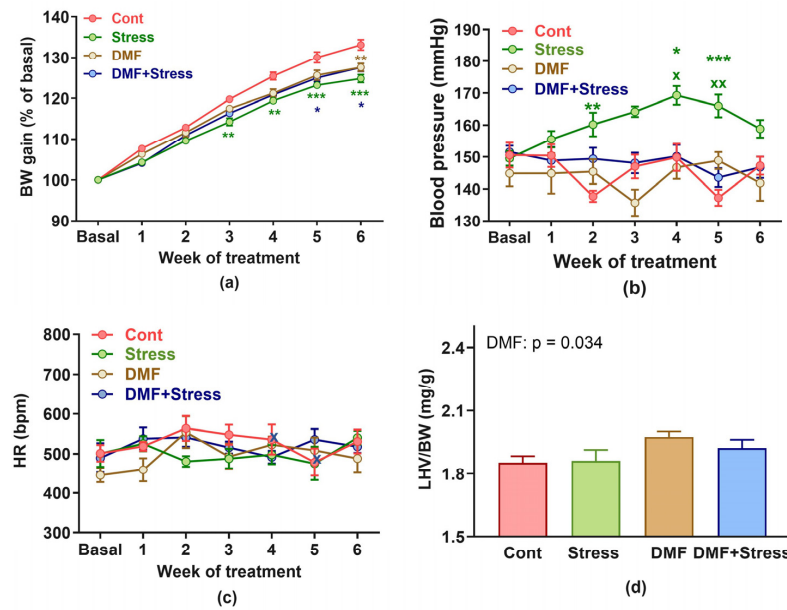 Cont
Stress
DMF
DMF+Stress
BW gain (% of basal)
140
130
120
110
100
90
**
**
***
***
**
*
*
Basal 1 2 3 4 5 6
Week of treatment
(a)
Cont
Stress
DMF
DMF+Stress
Blood pressure (mmHg)
190
180
170
160
150
140
130
**
*
x
***
xx
Basal 1 2 3 4 5 6
Week of treatment
(b)
Cont
Stress
DMF
DMF+Stress
HR (bpm)
800
700
600
500
400
300
x
x
Basal 1 2 3 4 5 6
Week of treatment
(c)
DMF: p = 0.034
LHV/BW (mg/g)
2.4
2.1
1.8
1.5
Cont Stress DMF DMF+Stress
(d)